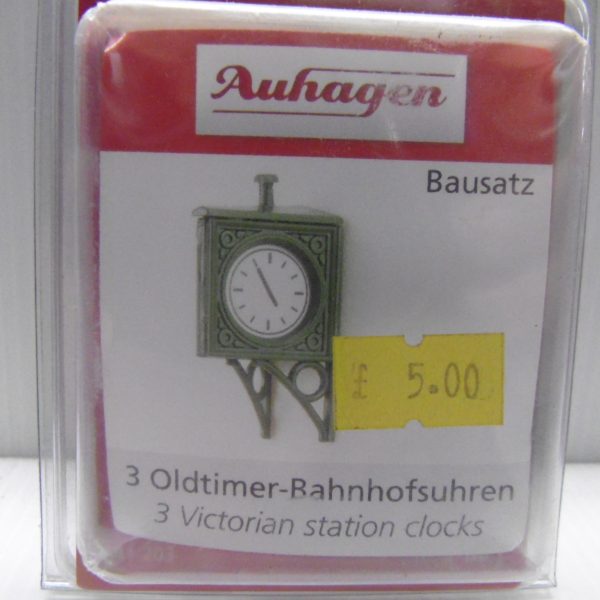 Auhagen
Bausatz
£ 5.00
3 Oldtimer-Bahnhofsuhren
3 Victorian station clocks